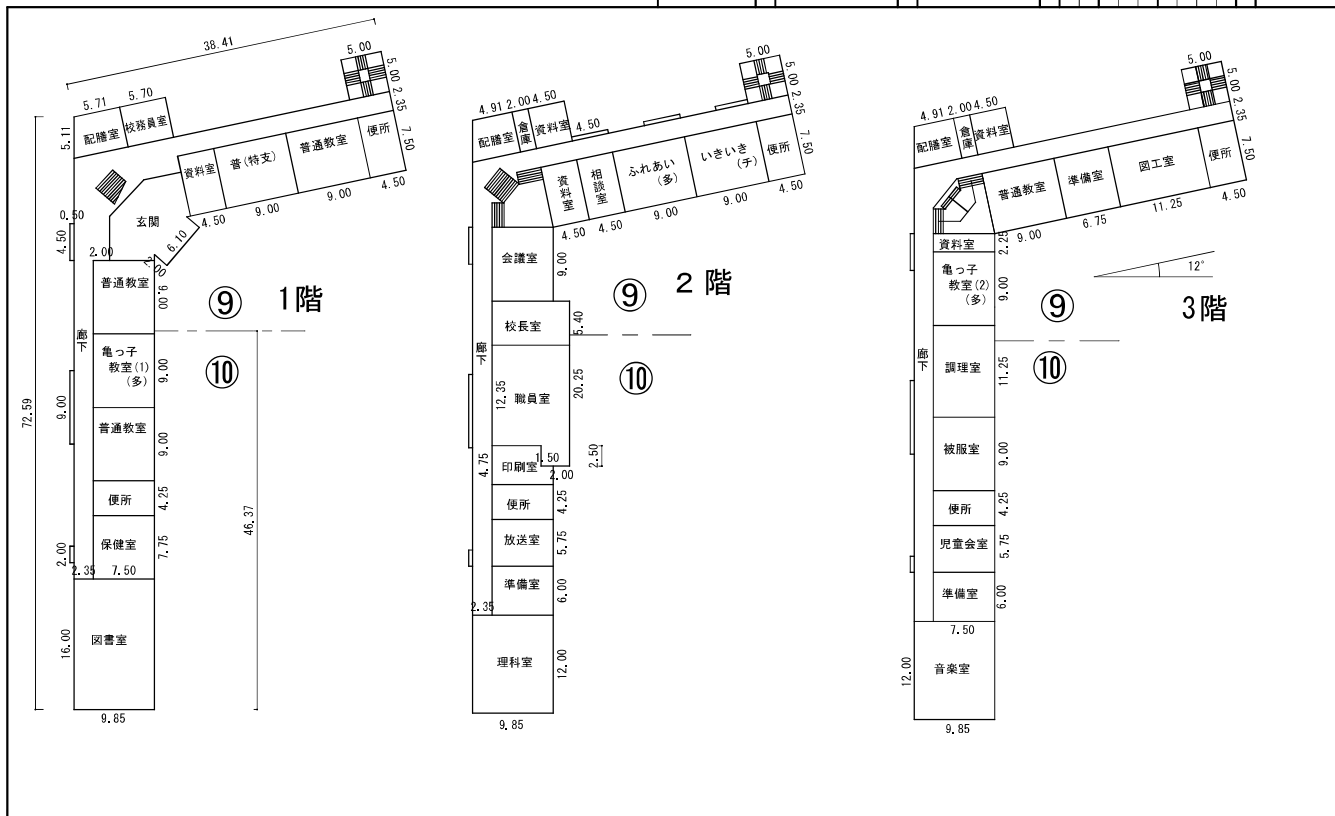 38.41
5.00
5.00
2.35
7.50
5.71
5.70
5.11
配膳室
校務員室
資料室
普(特支)
普通教室
便所
4.50
9.00
9.00
4.50
玄関
0.50
4.50
2.00
2.00
6.10
普通教室
9.00
⑨
1階
廊下
亀っ子
教室(1)
(多)
9.00
⑩
9.00
72.59
普通教室
9.00
便所
4.25
46.37
保健室
7.75
2.00
2.35
7.50
図書室
16.00
9.85
5.00
5.00
2.35
7.50
4.91
2.00
4.50
4.50
配膳室
倉庫
資料室
資料室
相談室
ふれあい
(多)
いきいき
(チ)
便所
4.50
4.50
9.00
9.00
4.50
会議室
9.00
⑨
2階
校長室
5.40
廊下
⑩
職員室
12.35
20.25
4.75
1.50
2.50
印刷室
2.00
便所
4.25
放送室
5.75
準備室
6.00
2.35
理科室
12.00
9.85
5.00
5.00
2.35
7.50
4.91
2.00
4.50
配膳室
倉庫
資料室
普通教室
準備室
図工室
便所
9.00
6.75
11.25
4.50
資料室
2.25
亀っ子
教室(2)
(多)
9.00
12°
⑨
3階
廊下
調理室
11.25
⑩
被服室
9.00
便所
4.25
児童会室
5.75
準備室
6.00
7.50
音楽室
12.00
9.85